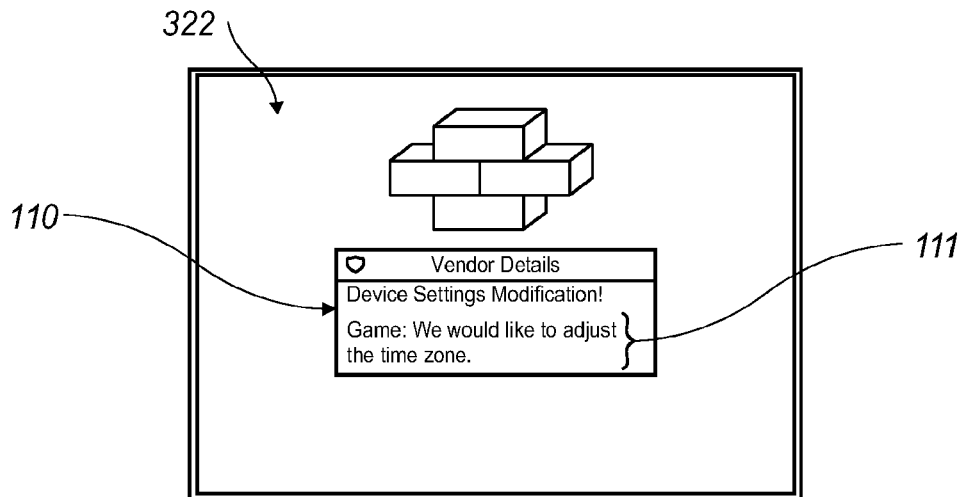 322
110
Vendor Details
111
Device Settings Modification!
Game: We would like to adjust
the time zone.